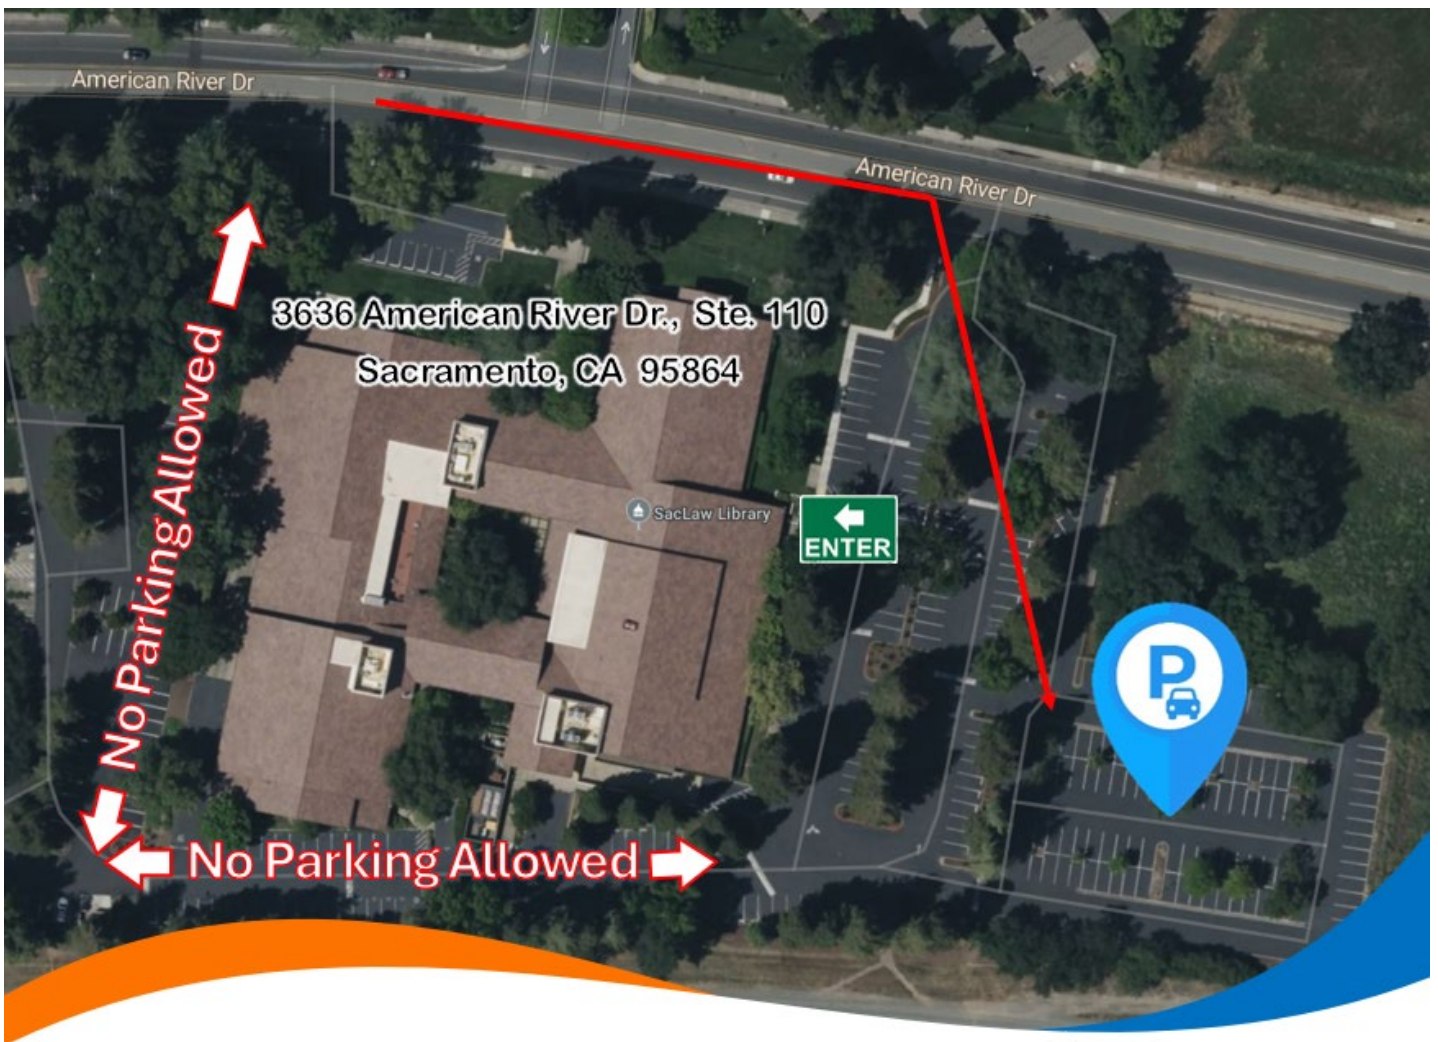 American River Dr
American River Dr
3636 American River Dr., Ste. 110
Sacramento, CA 95864
No Parking Allowed
SacLaw Library
ENTER
P
No Parking Allowed